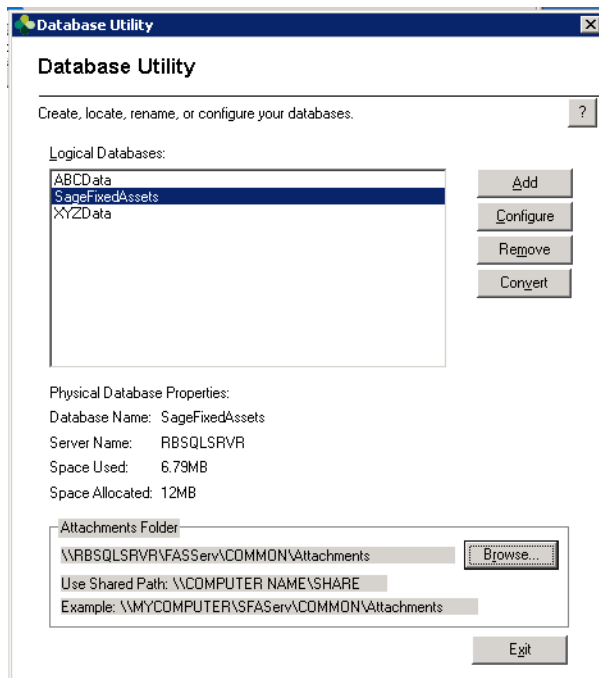 Database Utility
Database Utility
Create, locate, rename, or configure your databases.
?
Logical Databases:
ABCData
SageFixedAssets
XYZData
Add
Configure
Remove
Convert
Physical Database Properties:
Database Name: SageFixedAssets
Server Name: RBSQLSRVR
Space Used: 6.79MB
Space Allocated: 12MB
Attachments Folder
\\RBSQLSRVR\FASServ\COMMON\Attachments
Browse...
Use Shared Path: \\COMPUTER NAME\SHARE
Example: \\MYCOMPUTER\SFAServ\COMMON\Attachments
Exit